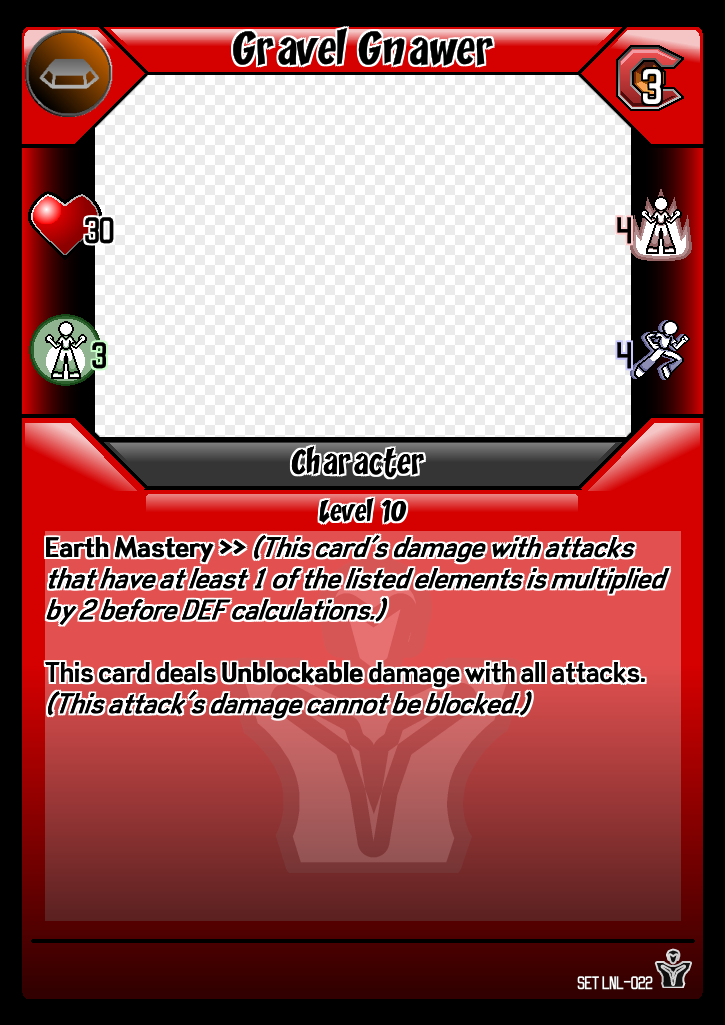 Gravel Gnawer
3
30
4
3
4
Character
Level 10
Earth Mastery >> (This card's damage with attacks
that have at least 1 of the listed elements is multiplied
by 2 before DEF calculations.)
This card deals Unblockable damage with all attacks.
(This attack's damage cannot be blocked.)
SET LNL-022